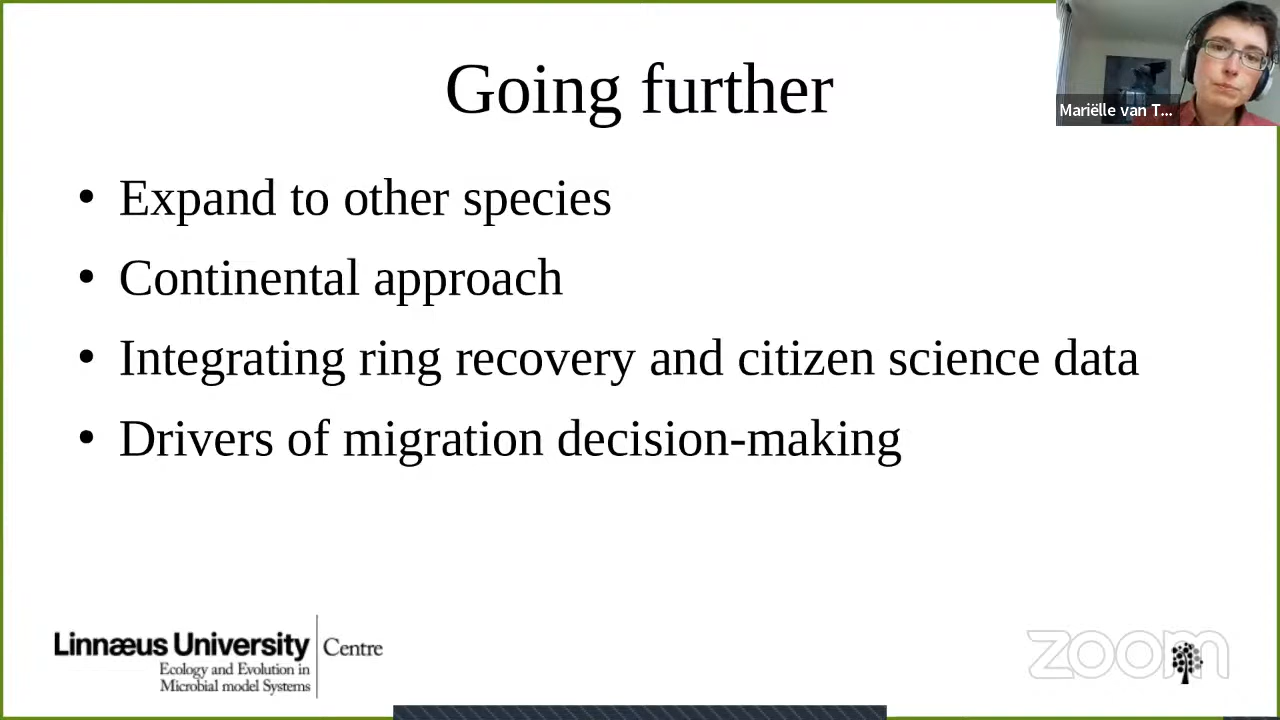 Going further
Mariëlle van T...
• Expand to other species
• Continental approach
• Integrating ring recovery and citizen science data
• Drivers of migration decision-making
Linnæus University Centre
Ecology and Evolution in
Microbial model Systems
zoom